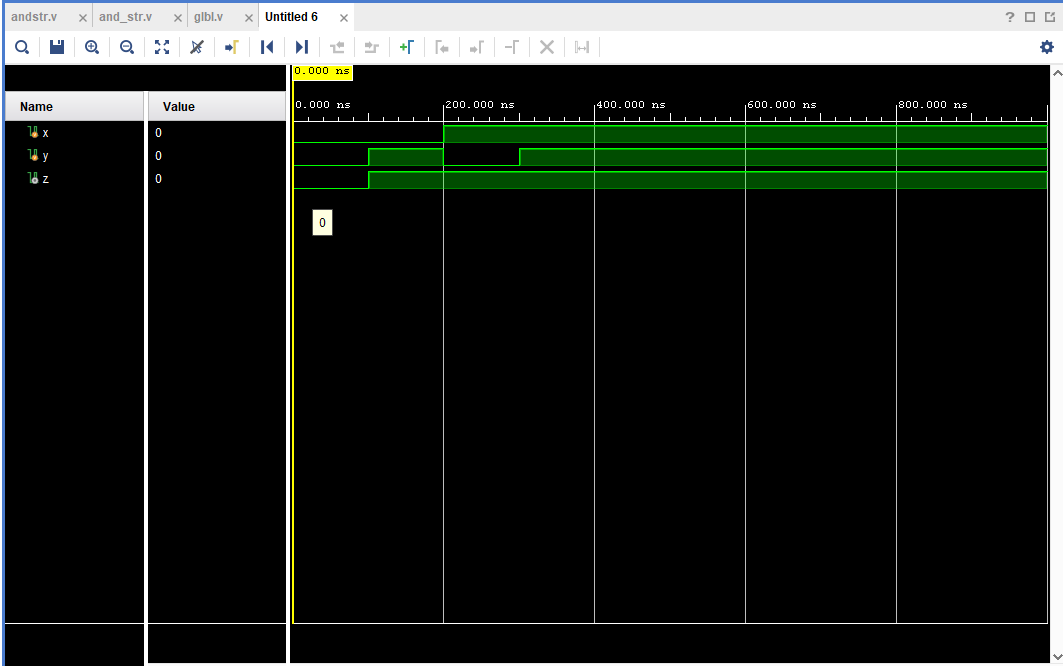 andstr.v and_str.v glbl.v Untitled 6 ?
0.000 ns
0.000 ns 200.000 ns 400.000 ns 600.000 ns 800.000 ns
Name Value
x 0
y 0
z 0
0